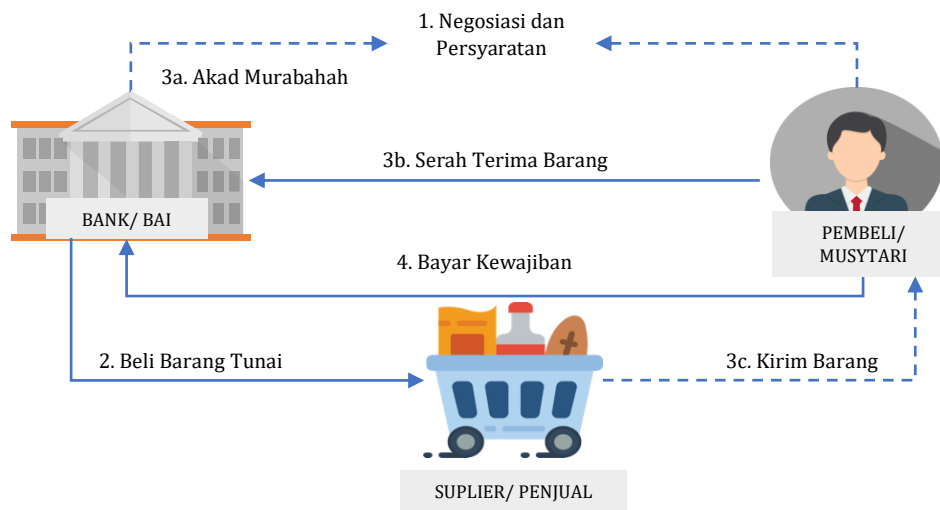 1. Negosiasi dan
Persyaratan
3a. Akad Murabahah
3b. Serah Terima Barang
BANK/ BAI
PEMBELI/
MUSYTARI
4. Bayar Kewajiban
2. Beli Barang Tunai
3c. Kirim Barang
SUPLIER/ PENJUAL